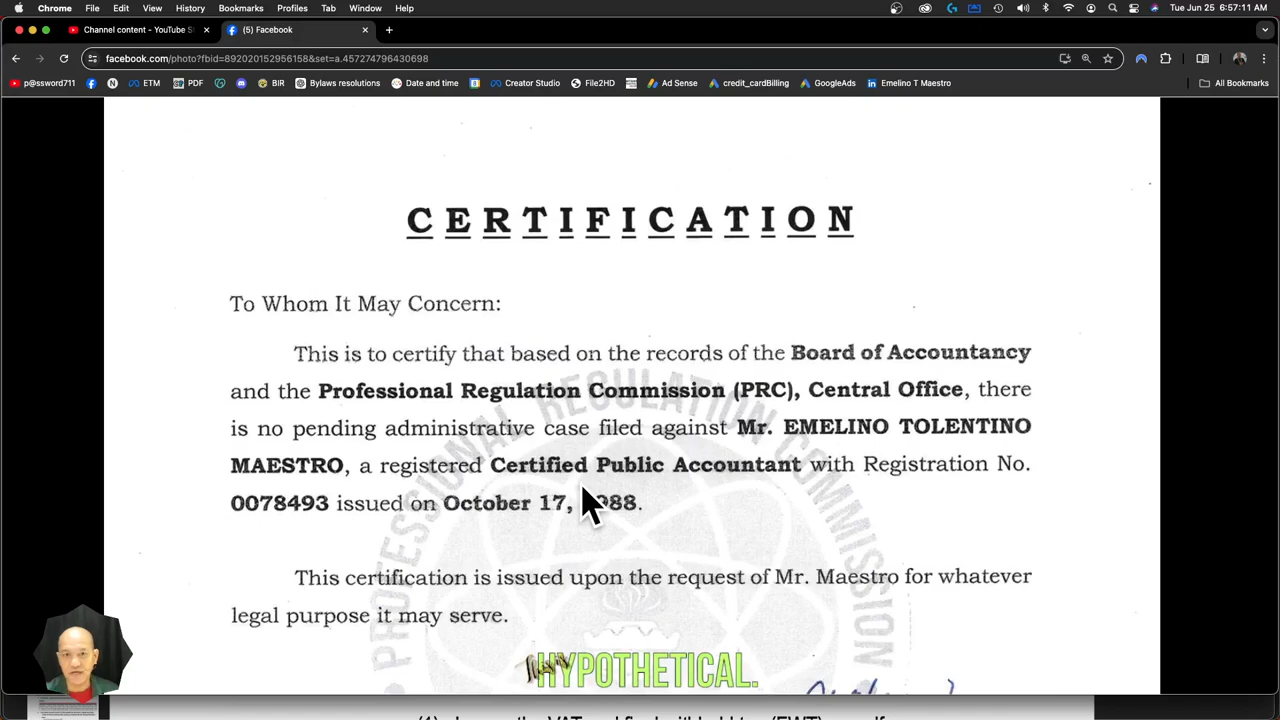 Chrome File Edit View History Bookmarks Profiles Tab Window Help Tue Jun 25 6:57:11 AM
Channel content - YouTube S (5) Facebook
facebook.com/photo?fbid=892020152956158&set=a.457274796430698
p@ssword711 ETM PDF BIR Bylaws resolutions Date and time Creator Studio File2HD Ad Sense credit_cardBilling GoogleAds Emelino T Maestro All Bookmarks
CERTIFICATION
To Whom It May Concern:
This is to certify that based on the records of the Board of Accountancy
and the Professional Regulation Commission (PRC), Central Office, there
is no pending administrative case filed against Mr. EMELINO TOLENTINO
MAESTRO, a registered Certified Public Accountant with Registration No.
0078493 issued on October 17, 1988.
This certification is issued upon the request of Mr. Maestro for whatever
legal purpose it may serve.
PROFESSIONAL REGULATION COMMISSION
HYPOTHETICAL.